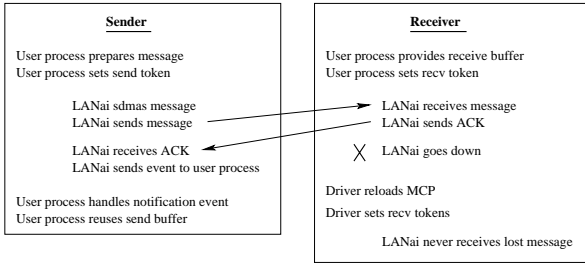 Sender
User process prepares message
User process sets send token
LANai sdmas message
LANai sends message
LANai receives ACK
LANai sends event to user process
User process handles notification event
User process reuses send buffer
Receiver
User process provides receive buffer
User process sets recv token
LANai receives message
LANai sends ACK
LANai goes down
Driver reloads MCP
Driver sets recv tokens
LANai never receives lost message